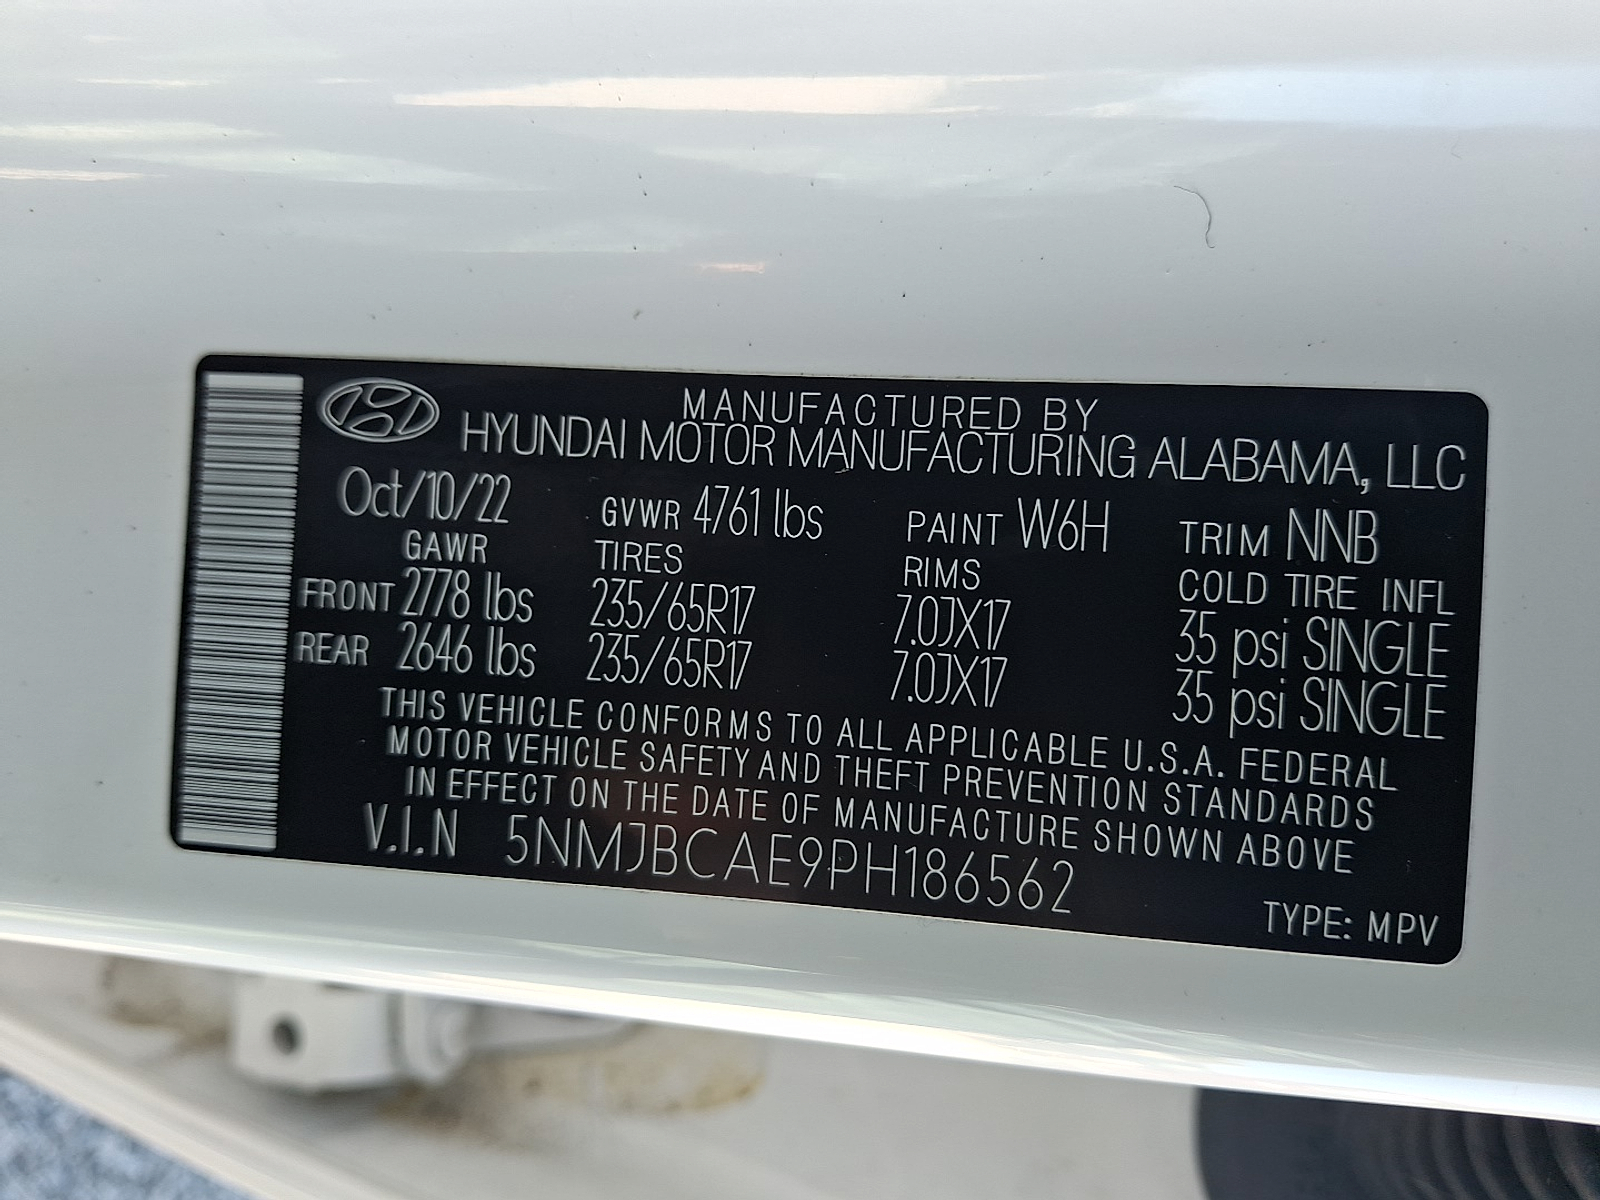 MANUFACTURED BY
HYUNDAI MOTOR MANUFACTURING ALABAMA, LLC
Oct/10/22 GVWR 4761 lbs PAINT W6H TRIM NNB
GAWR TIRES RIMS COLD TIRE INFL
FRONT 2778 lbs 235/65R17 7.0JX17 35 psi SINGLE
REAR 2646 lbs 235/65R17 7.0JX17 35 psi SINGLE
THIS VEHICLE CONFORMS TO ALL APPLICABLE U.S.A. FEDERAL
MOTOR VEHICLE SAFETY AND THEFT PREVENTION STANDARDS
IN EFFECT ON THE DATE OF MANUFACTURE SHOWN ABOVE
V.I.N 5NMJBCAE9PH186562
TYPE: MPV